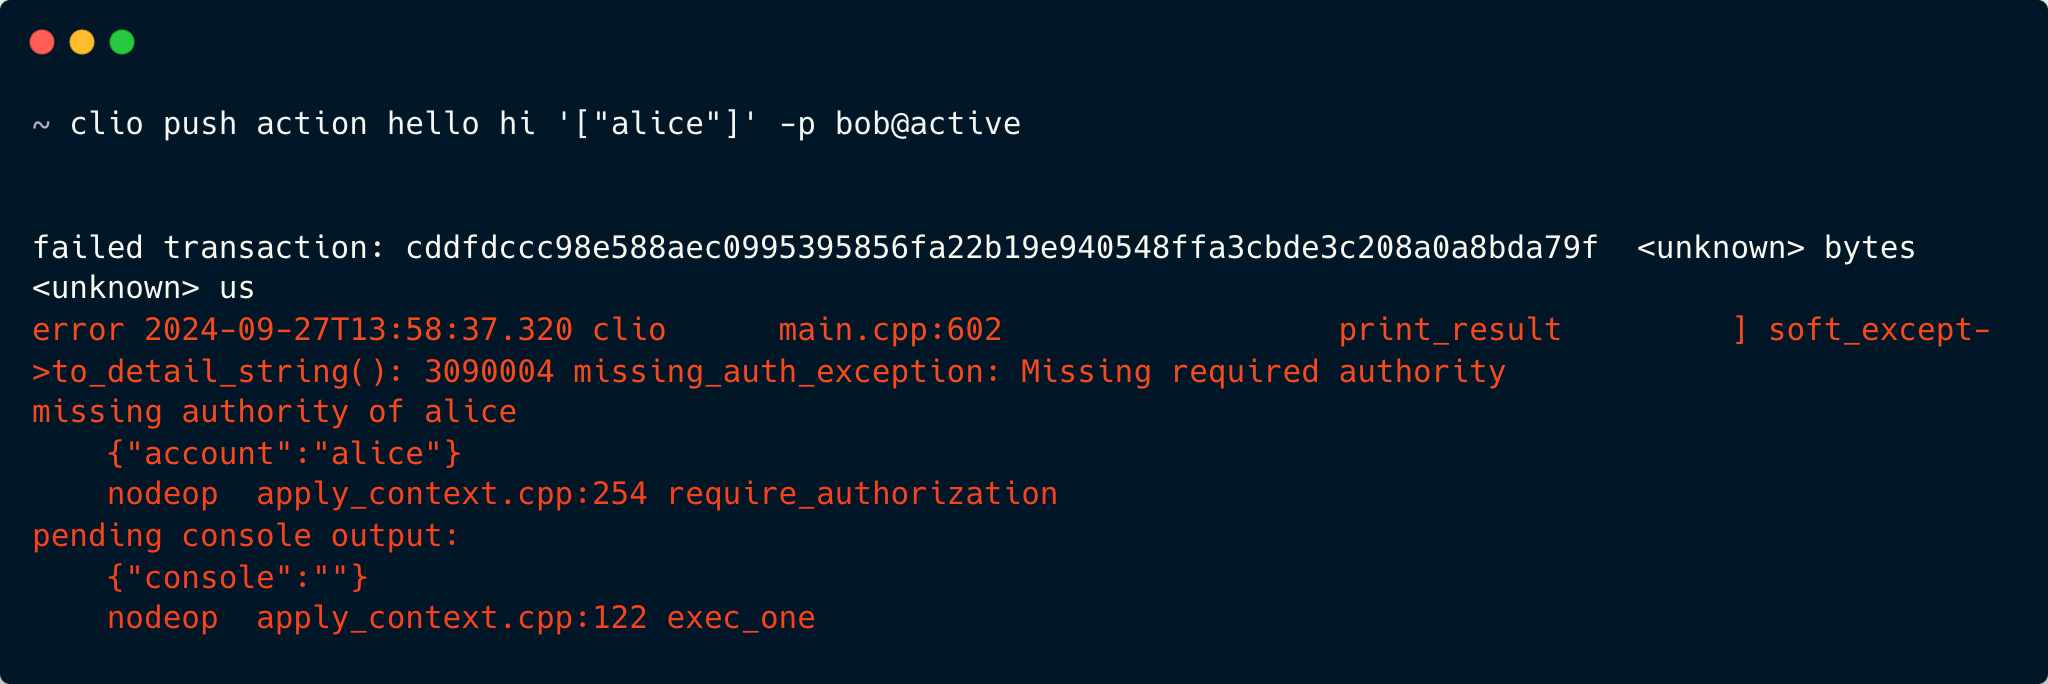 ~ clio push action hello hi '["alice"]' -p bob@active
failed transaction: cddfdccc98e588aec0995395856fa22b19e940548ffa3cbde3c208a0a8bda79f  <unknown> bytes
<unknown> us
error 2024-09-27T13:58:37.320 clio      main.cpp:602                  print_result         ] soft_except-
>to_detail_string(): 3090004 missing_auth_exception: Missing required authority
missing authority of alice
    {"account":"alice"}
    nodeop  apply_context.cpp:254 require_authorization
pending console output:
    {"console":""}
    nodeop  apply_context.cpp:122 exec_one